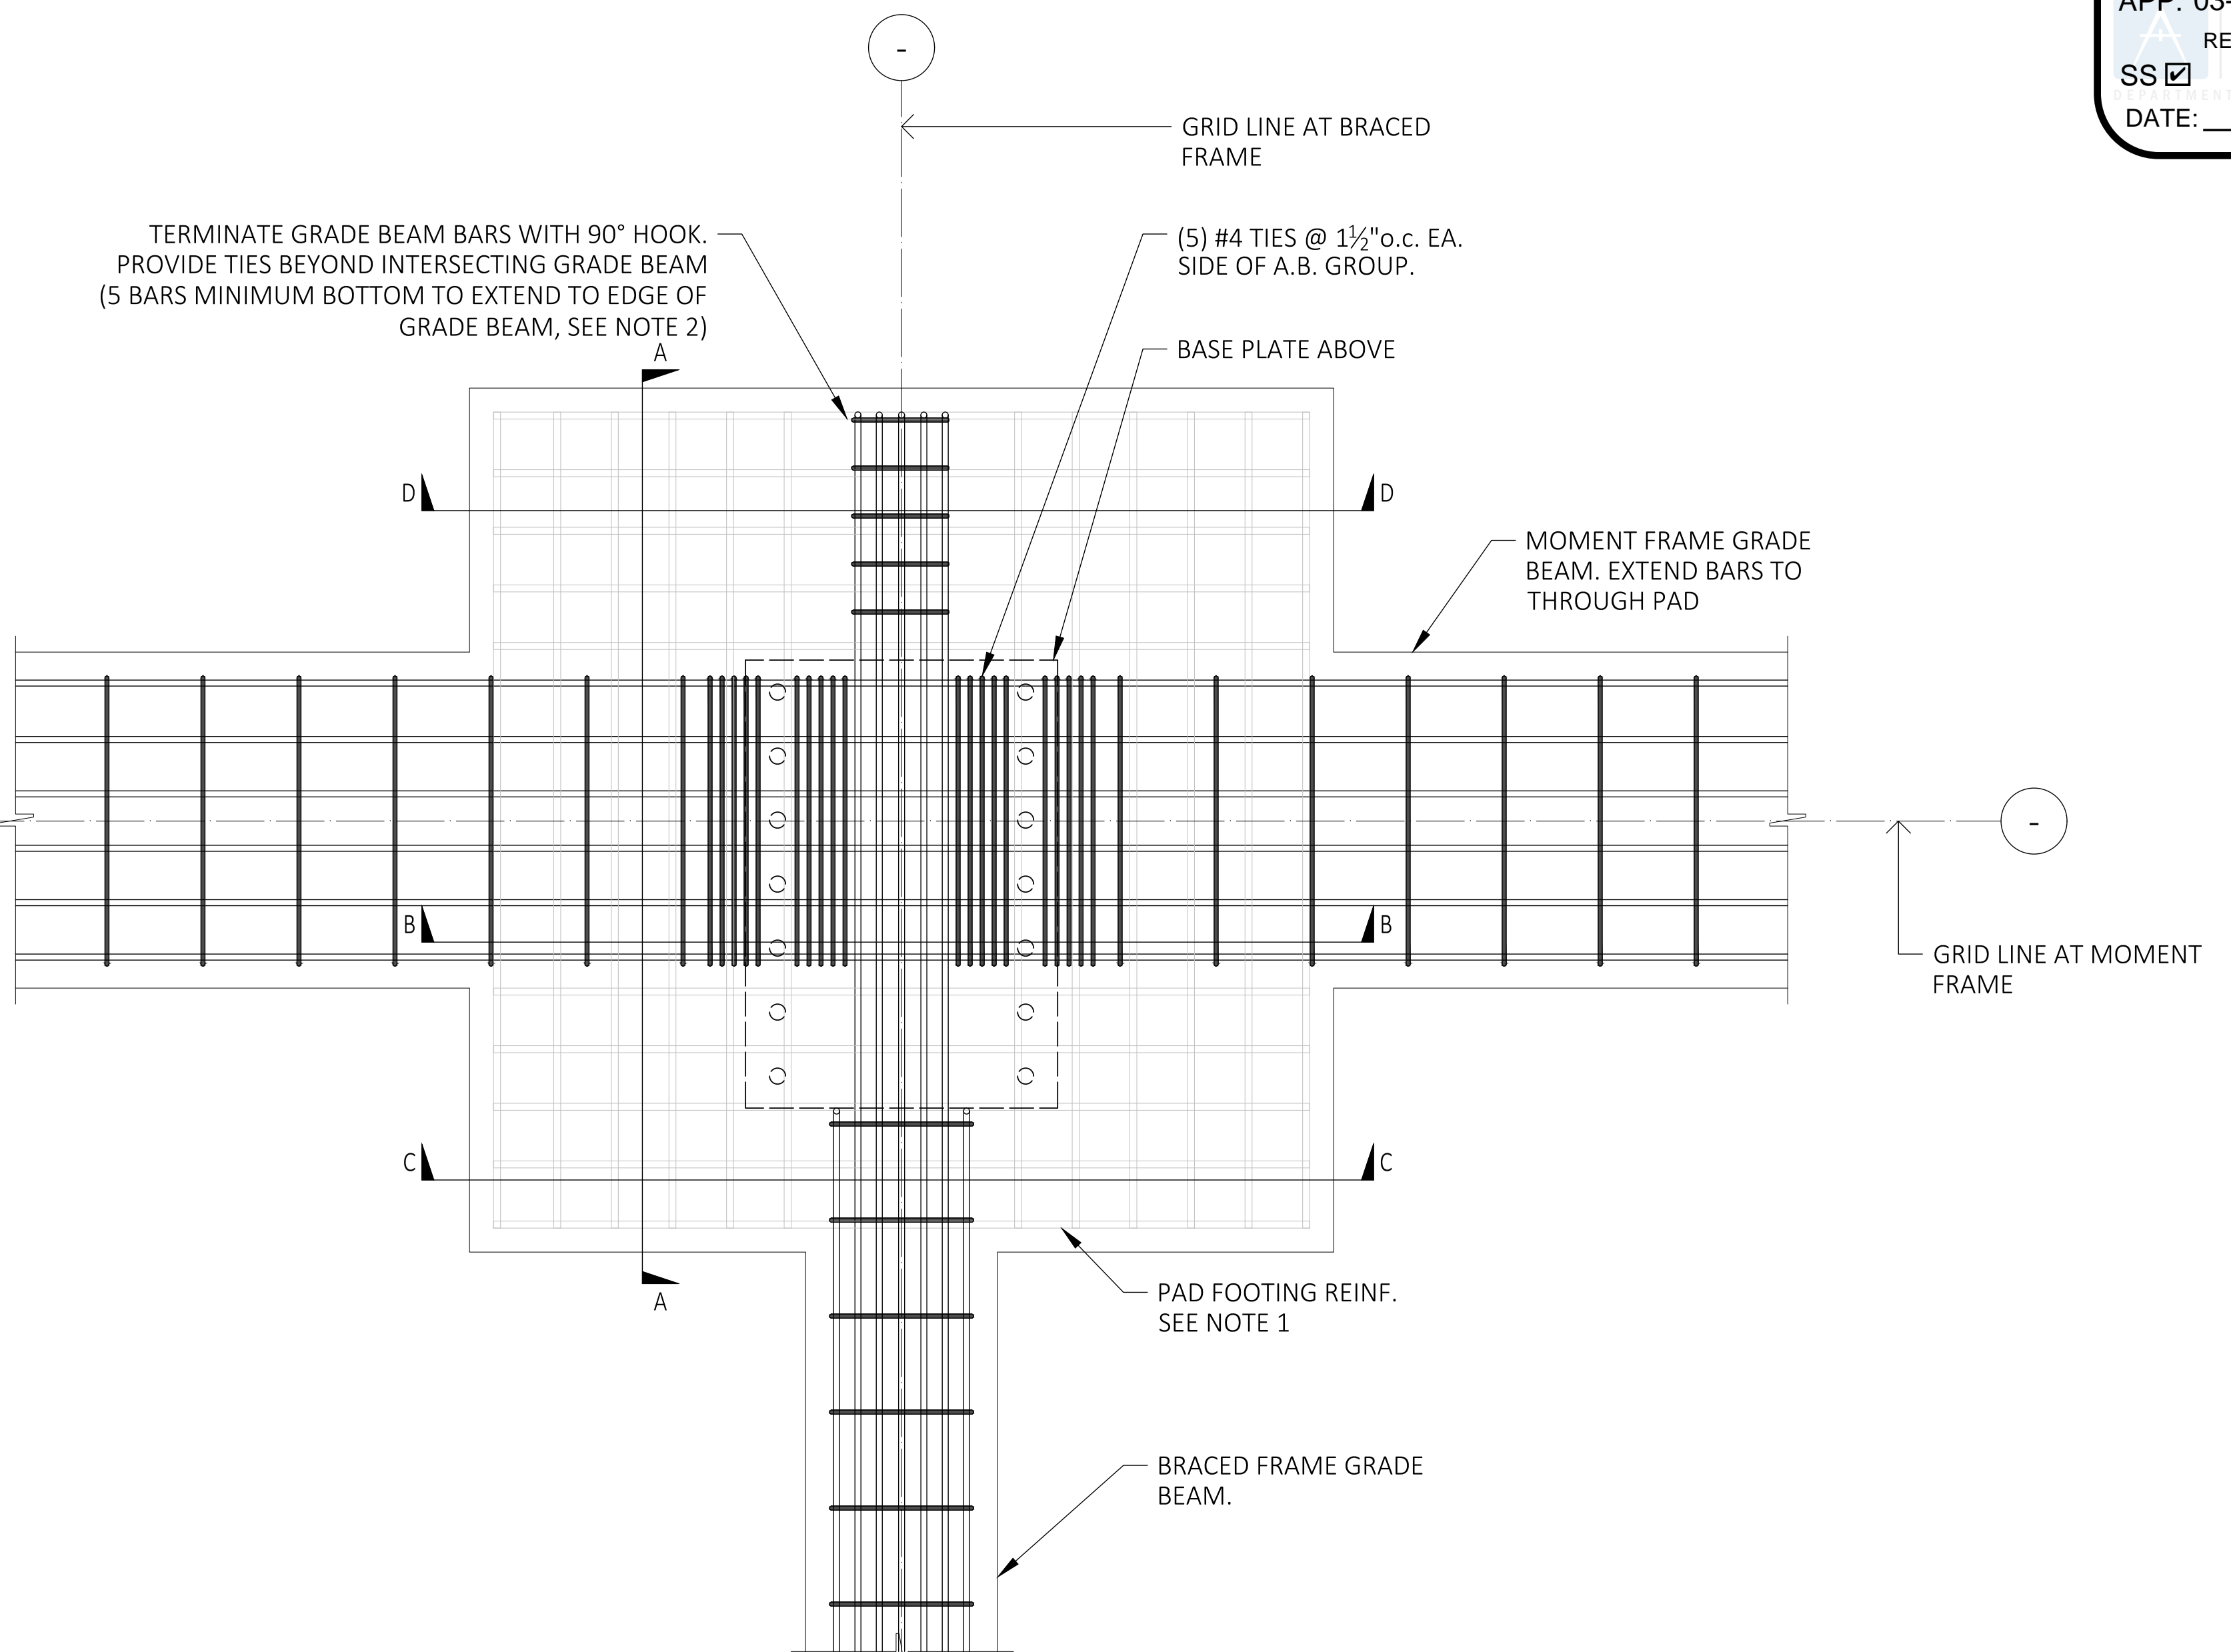 APP: 03-
RE
SS ☑
DEPARTMENT
DATE:
-
GRID LINE AT BRACED
FRAME
TERMINATE GRADE BEAM BARS WITH 90° HOOK.
PROVIDE TIES BEYOND INTERSECTING GRADE BEAM
(5 BARS MINIMUM BOTTOM TO EXTEND TO EDGE OF
GRADE BEAM, SEE NOTE 2)
(5) #4 TIES @ 1½"o.c. EA.
SIDE OF A.B. GROUP.
BASE PLATE ABOVE
A
D
D
MOMENT FRAME GRADE
BEAM. EXTEND BARS TO
THROUGH PAD
-
B
B
GRID LINE AT MOMENT
FRAME
C
C
A
PAD FOOTING REINF.
SEE NOTE 1
BRACED FRAME GRADE
BEAM.